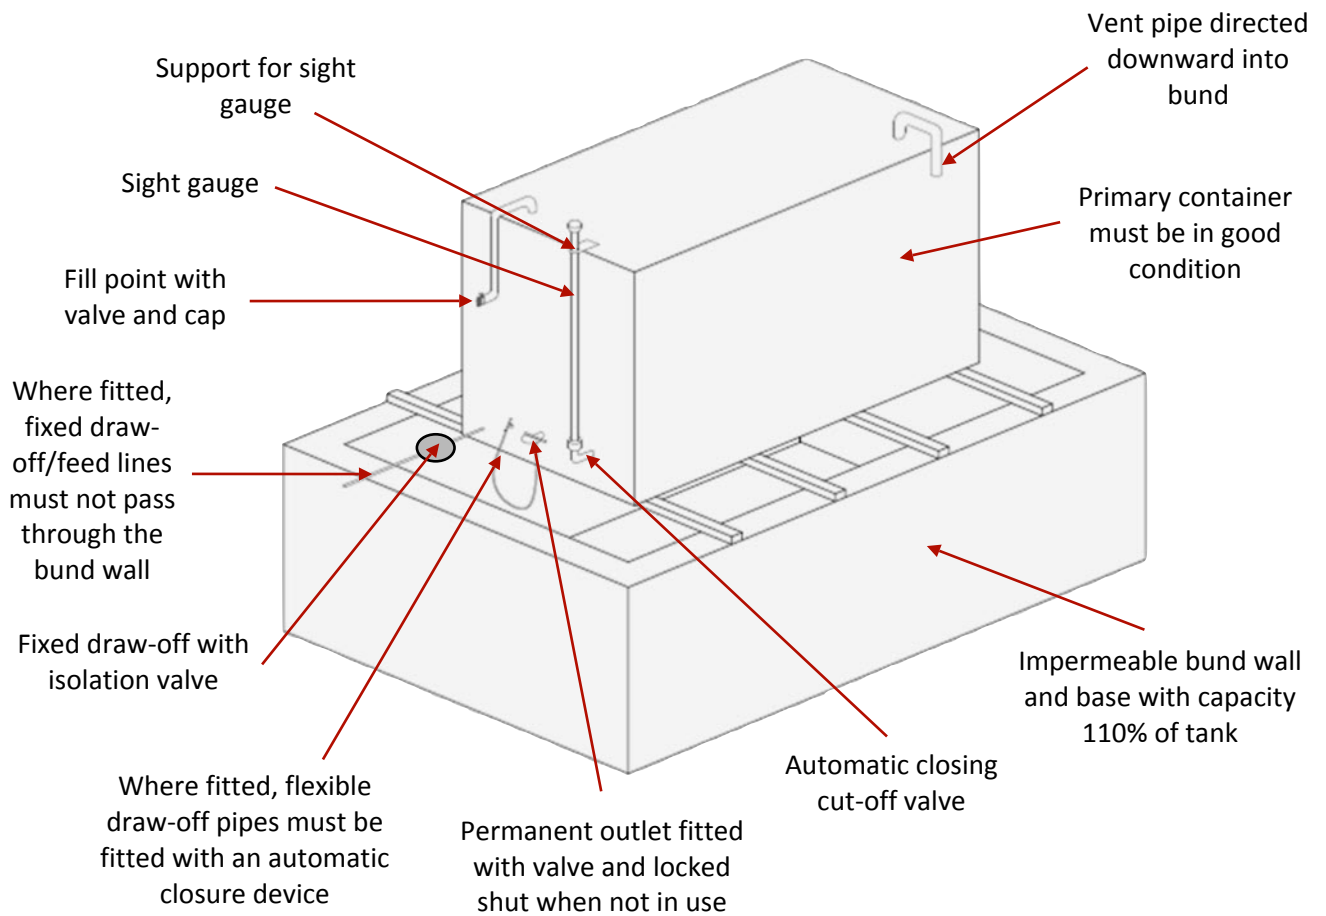 Vent pipe directed
downward into
bund
Support for sight
gauge
Sight gauge
Primary container
must be in good
condition
Fill point with
valve and cap
Where fitted,
fixed draw-
off/feed lines
must not pass
through the
bund wall
Fixed draw-off with
isolation valve
Impermeable bund wall
and base with capacity
110% of tank
Automatic closing
cut-off valve
Where fitted, flexible
draw-off pipes must be
fitted with an automatic
closure device
Permanent outlet fitted
with valve and locked
shut when not in use